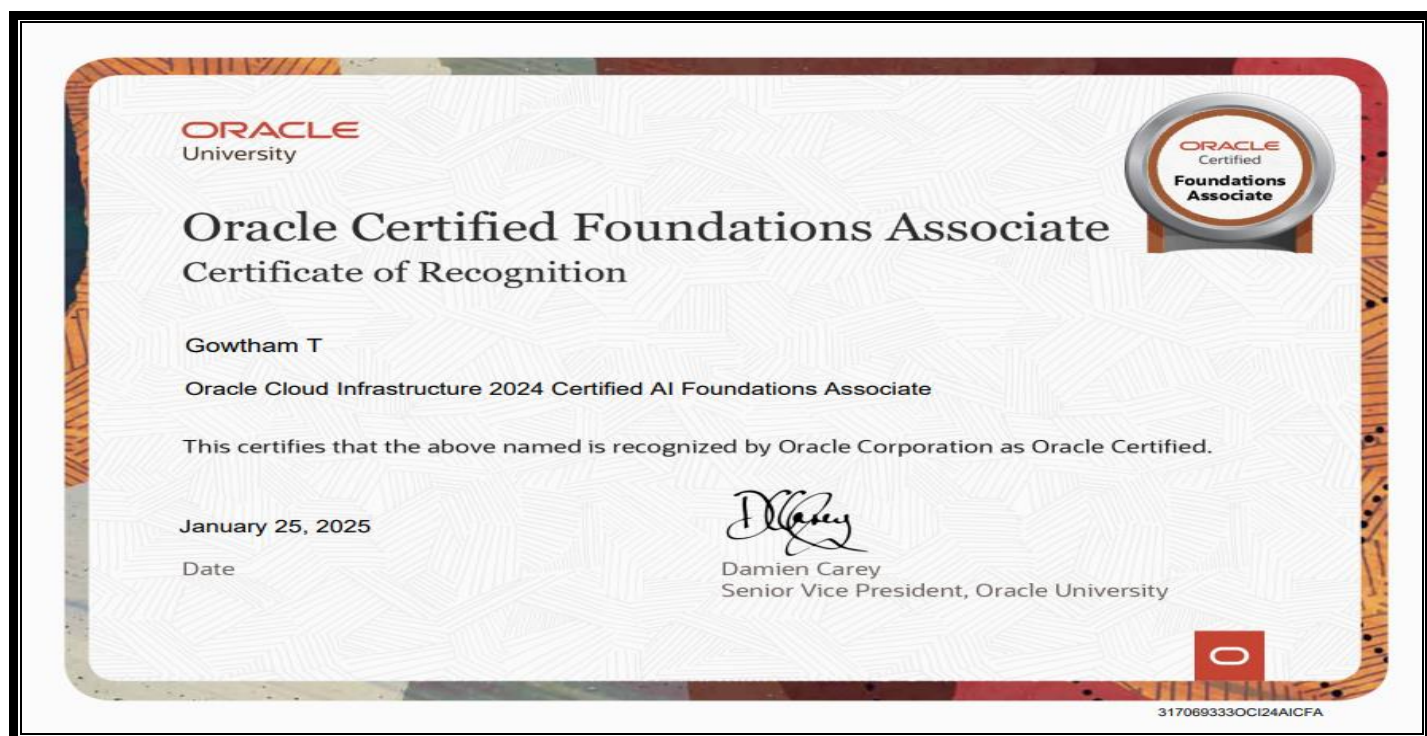 ORACLE
University
ORACLE
Certified
Foundations
Associate
Oracle Certified Foundations Associate
Certificate of Recognition
Gowtham T
Oracle Cloud Infrastructure 2024 Certified AI Foundations Associate
This certifies that the above named is recognized by Oracle Corporation as Oracle Certified.
January 25, 2025
Date
Damien Carey
Senior Vice President, Oracle University
317069333OCI24AICFA